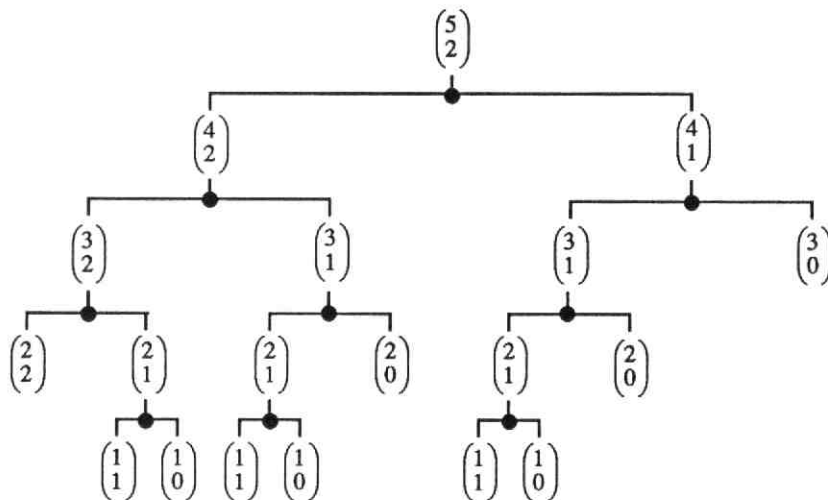 (5 2)
(4 2) (4 1)
(3 2) (3 1) (3 1) (3 0)
(2 2) (2 1) (2 1) (2 0) (2 1) (2 0)
(1 1) (1 0) (1 1) (1 0) (1 1) (1 0)